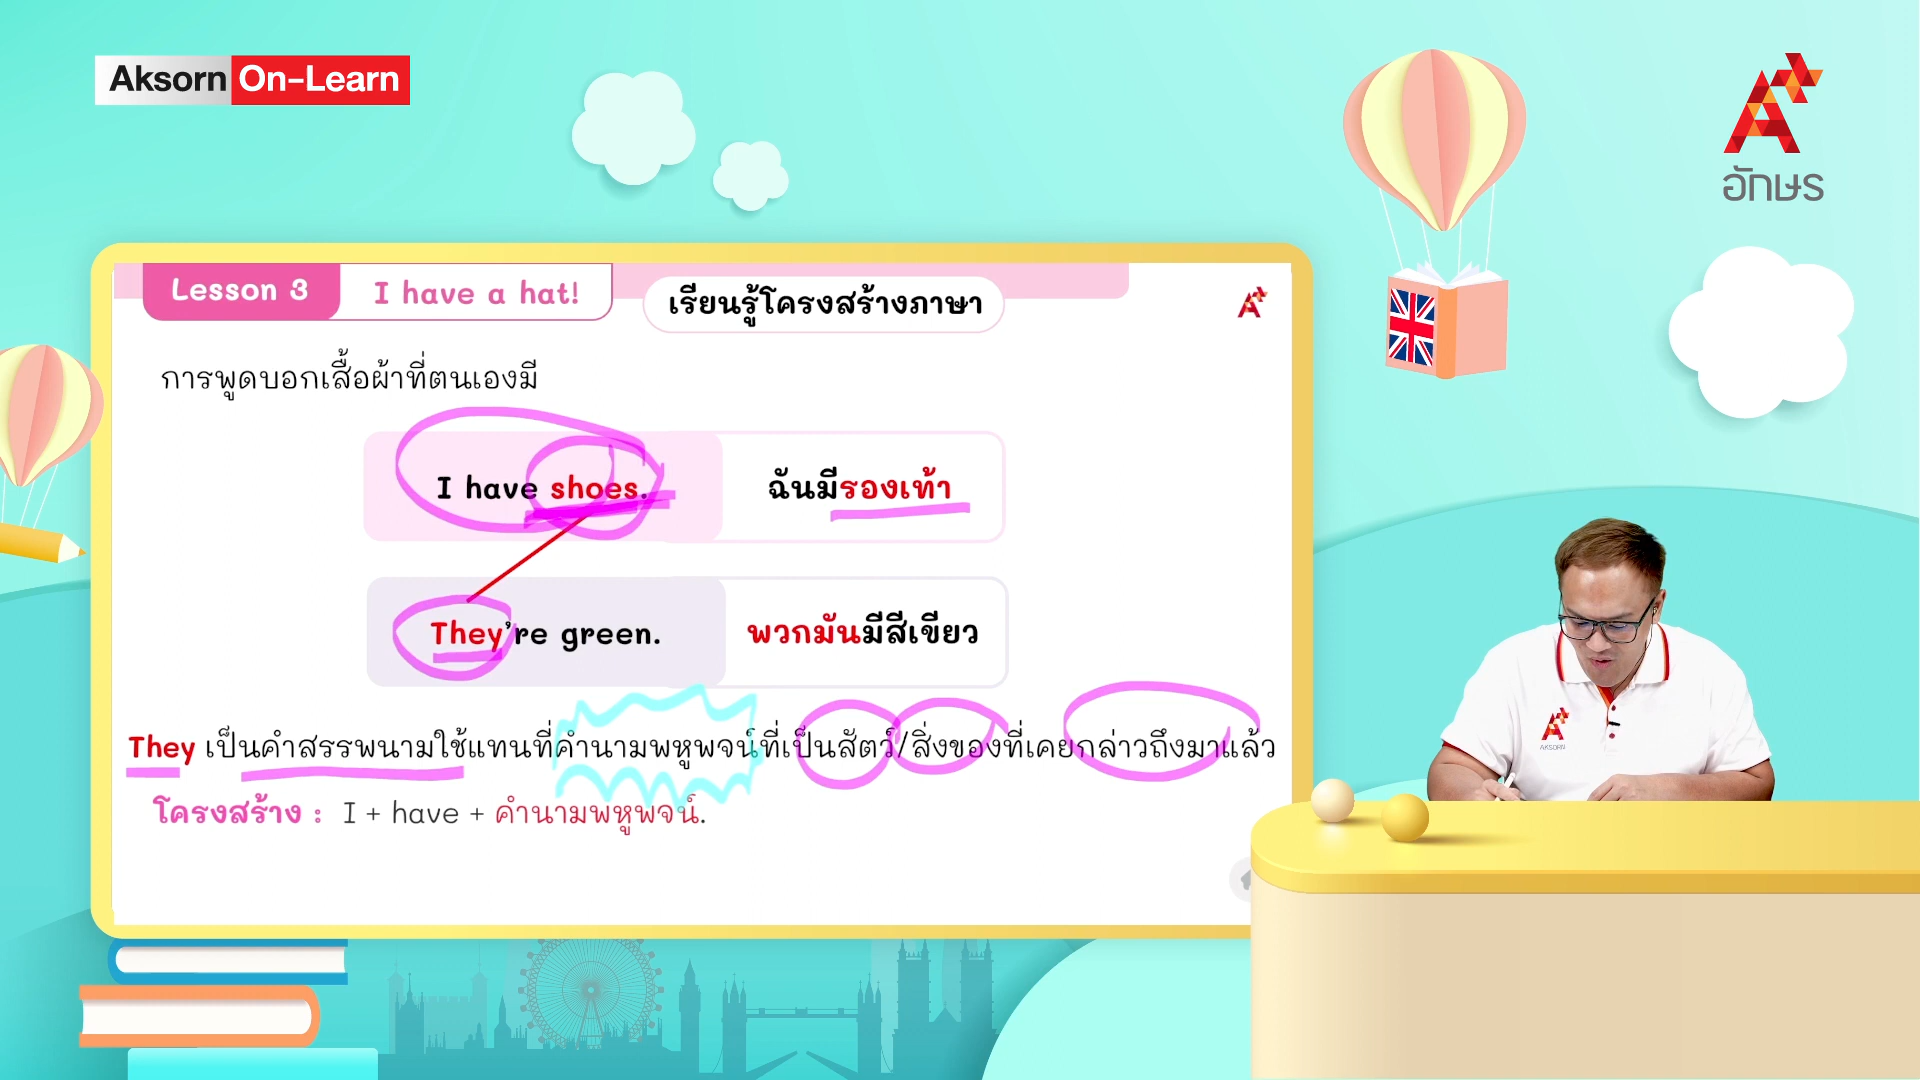 Aksorn On-Learn
อักษร
Lesson 3
I have a hat!
เรียนรู้โครงสร้างภาษา
การพูดบอกเสื้อผ้าที่ตนเองมี
I have shoes.
ฉันมีรองเท้า
They're green.
พวกมันมีสีเขียว
They เป็นคำสรรพนามใช้แทนที่คำนามพหูพจน์ที่เป็นสัตว์/สิ่งของที่เคยกล่าวถึงมาแล้ว
โครงสร้าง : I + have + คำนามพหูพจน์.
AKSORN